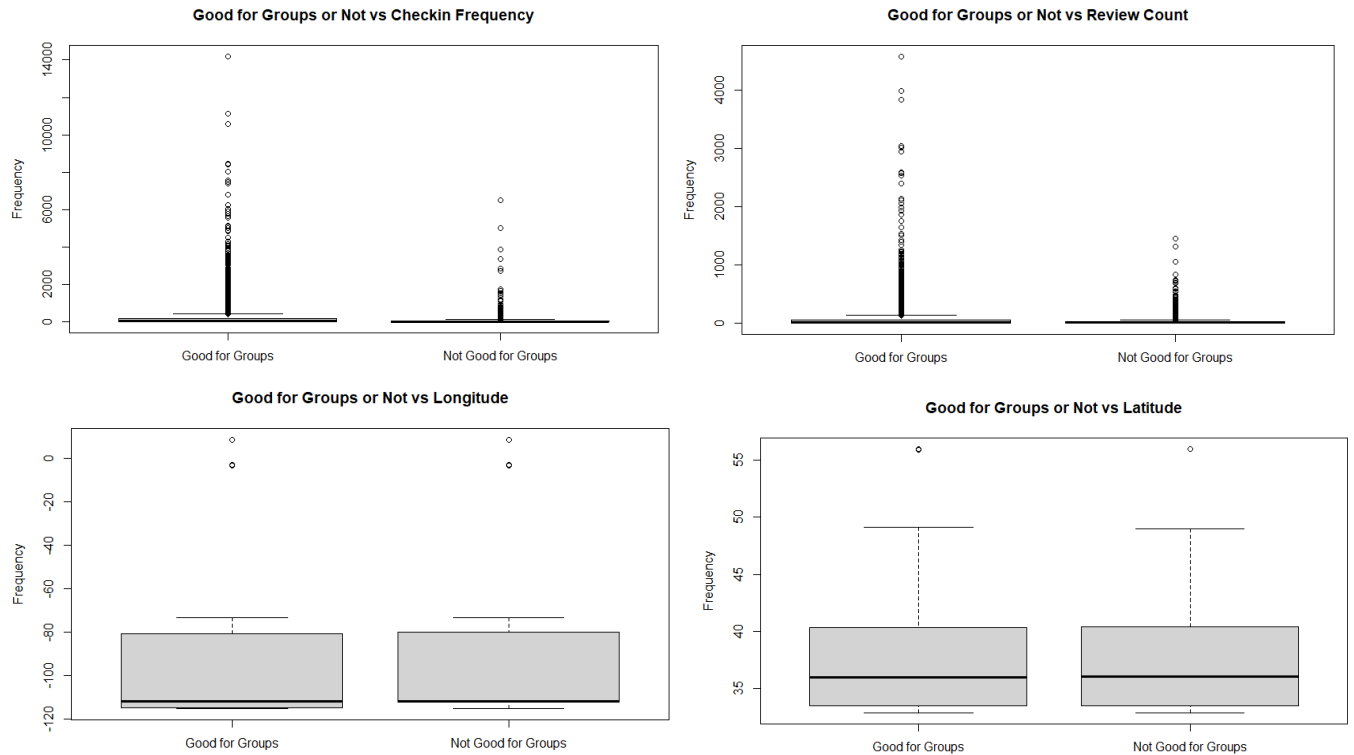 Good for Groups or Not vs Checkin Frequency
Frequency
14000
10000
6000
2000
0
Good for Groups
Not Good for Groups
Good for Groups or Not vs Review Count
Frequency
4000
3000
2000
1000
0
Good for Groups
Not Good for Groups
Good for Groups or Not vs Longitude
Frequency
0
-20
-40
-60
-80
-100
-120
Good for Groups
Not Good for Groups
Good for Groups or Not vs Latitude
Frequency
55
50
45
40
35
Good for Groups
Not Good for Groups